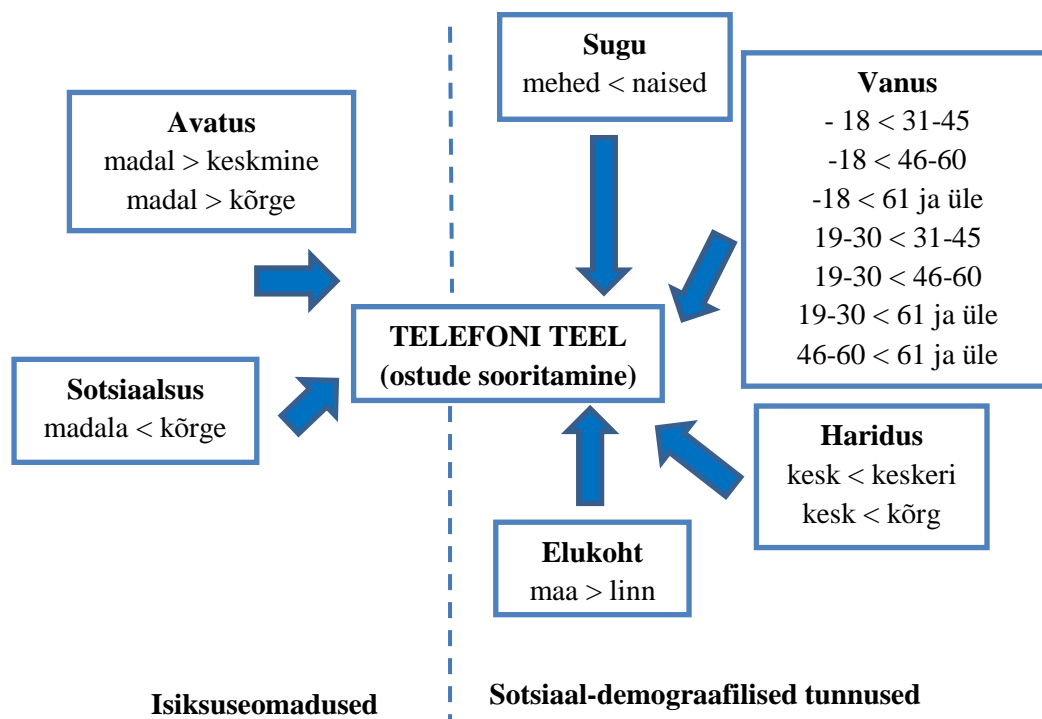 Avatus
madal > keskmine
madal > kõrge
Sotsiaalsus
madala < kõrge
Sugu
mehed < naised
Vanus
- 18 < 31-45
-18 < 46-60
-18 < 61 ja üle
19-30 < 31-45
19-30 < 46-60
19-30 < 61 ja üle
46-60 < 61 ja üle
TELEFONI TEEL
(ostude sooritamine)
Haridus
kesk < keskeri
kesk < kõrg
Elukoht
maa > linn
Isiksuseomadused
Sotsiaal-demograafilised tunnused